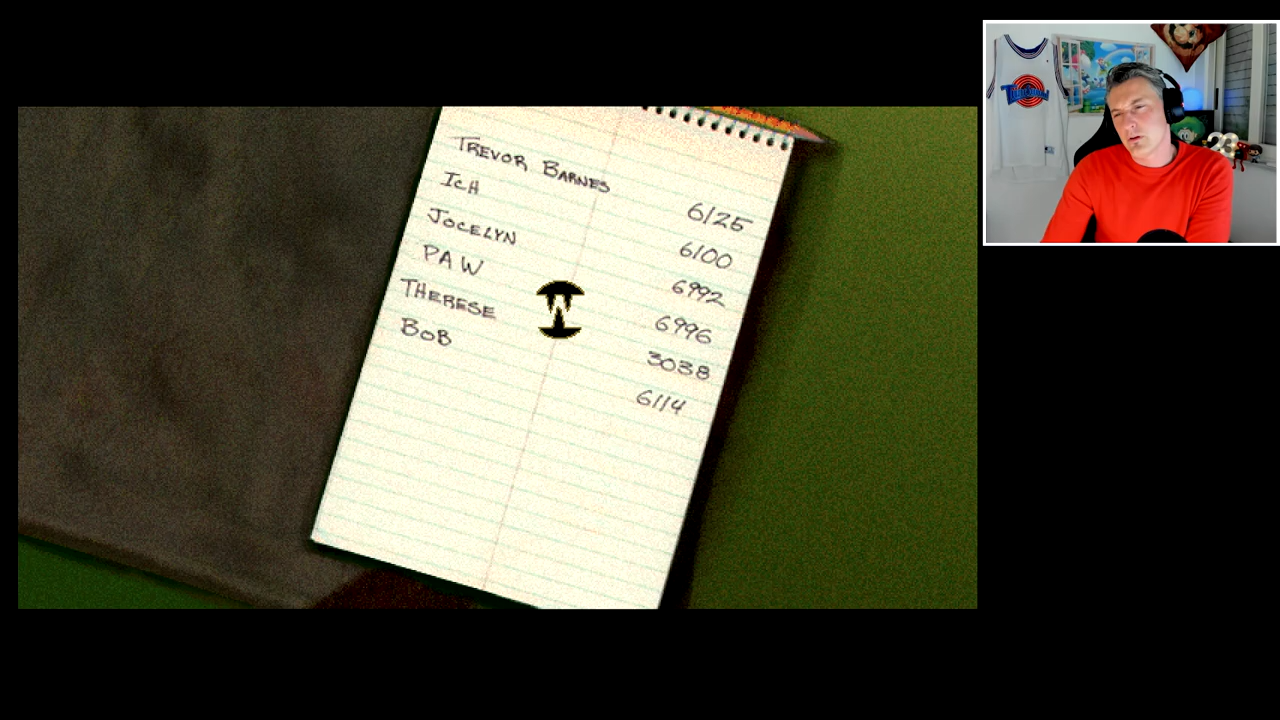 TREVOR BARNES 6125
ICH 6100
JOCELYN 6992
PAW 6996
THERESE 3038
BOB 6114